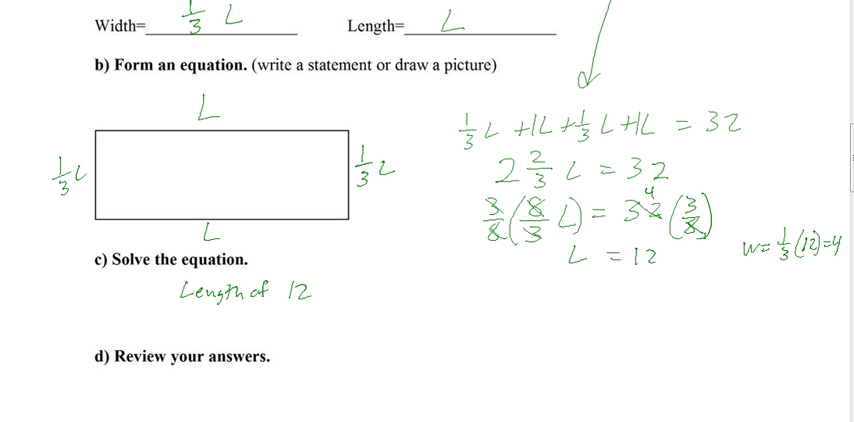 Width= 1/3 L Length= L
b) Form an equation. (write a statement or draw a picture)
L
1/3 L + 1L + 1/3 L + 1L = 32
1/3 L 1/3 L
2 2/3 L = 32
3/8 (8/3 L) = 32 4 (3/8)
L
L = 12
w = 1/3 (12) = 4
c) Solve the equation.
Length of 12
d) Review your answers.